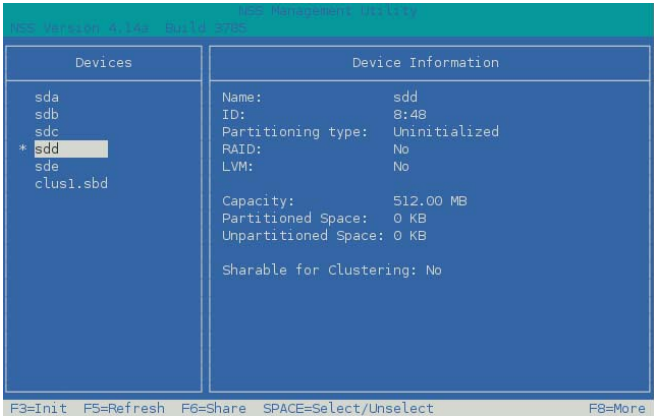 NSS Management Utility
NSS Version 4.14a Build 3785
Devices
sda
sdb
sdc
* sdd
sde
clus1.sbd
Device Information
Name: sdd
ID: 8:48
Partitioning type: Uninitialized
RAID: No
LVM: No
Capacity: 512.00 MB
Partitioned Space: 0 KB
Unpartitioned Space: 0 KB
Sharable for Clustering: No
F3=Init F5=Refresh F6=Share SPACE=Select/Unselect F8=More